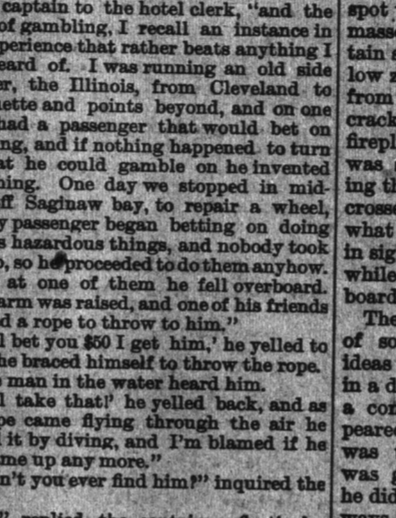 captain to the hotel clerk, "and the
of gambling, I recall an instance in
perience that rather beats anything I
eard of. I was running an old side
er, the Illinois, from Cleveland to
uette and points beyond, and on one
had a passenger that would bet on
ng, and if nothing happened to turn
at he could gamble on he invented
hing. One day we stopped in mid-
ff Saginaw bay, to repair a wheel,
y passenger began betting on doing
s hazardous things, and nobody took
, so he proceeded to do them anyhow.
at one of them he fell overboard.
arm was raised, and one of his friends
d a rope to throw to him."
l bet you $50 I get him,' he yelled to
he braced himself to throw the rope.
man in the water heard him.
l take that!' he yelled back, and as
pe came flying through the air he
it by diving, and I'm blamed if he
me up any more."
n't you ever find him?" inquired the
spot
masse
tain
low
from
crack
firepl
was
ing th
crosse
what
in sig
while
board
The
of so
ideas
in a d
a con
peared
was
was
he did